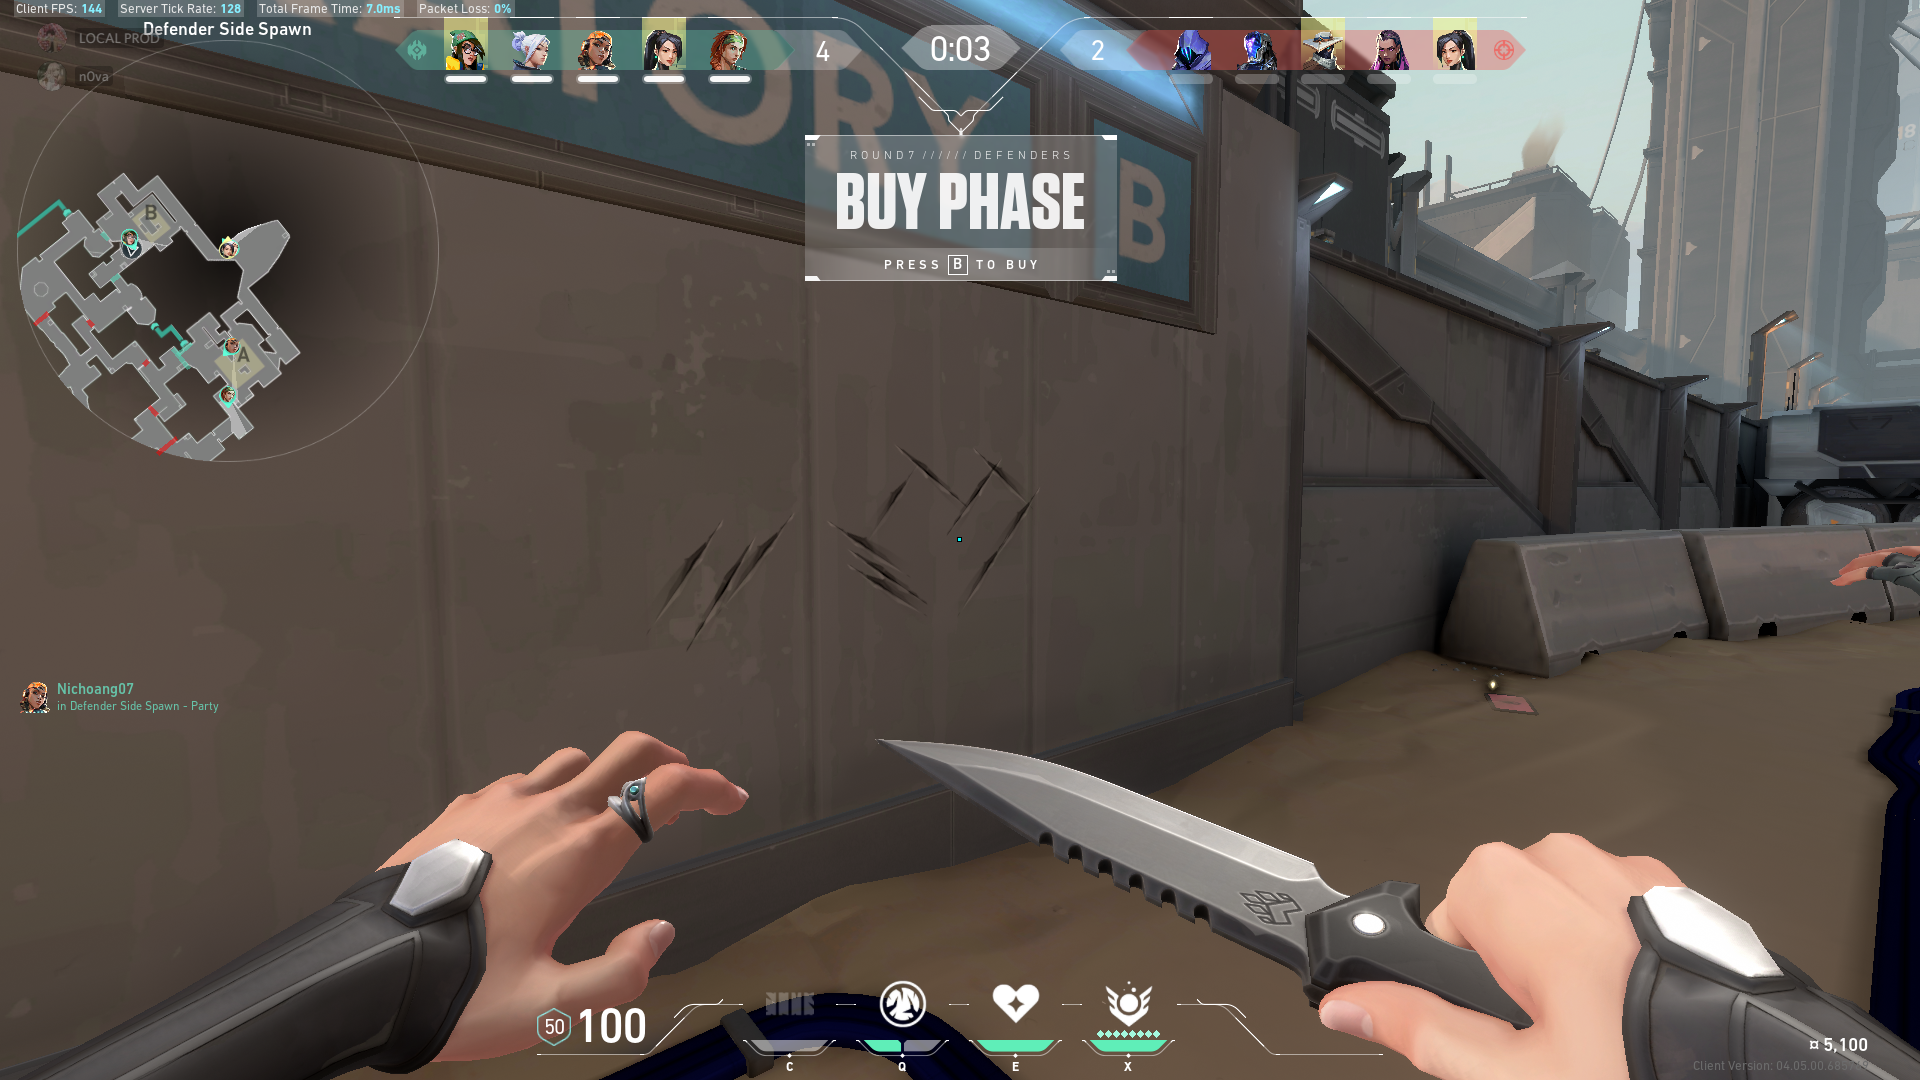 Client FPS: 144 Server Tick Rate: 128 Total Frame Time: 7.0ms Packet Loss: 0%
Defender Side Spawn
LOCAL PROD
n0va
4
0:03
2
ROUND 7 ////// DEFENDERS
BUY PHASE
PRESS B TO BUY
TORY B
B
A
Nichoang07
in Defender Side Spawn - Party
50 100
C Q E X
¤ 5,100